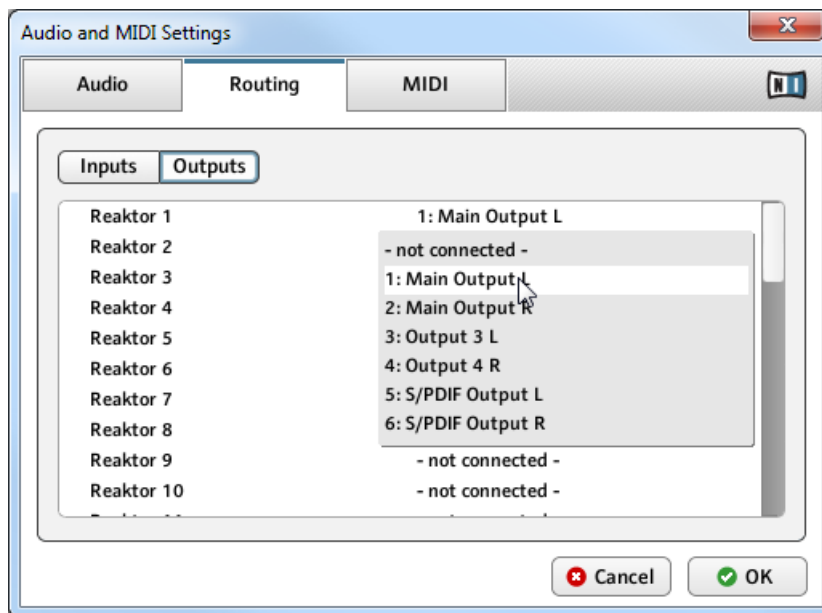 Audio and MIDI Settings
Audio Routing MIDI NI
Inputs Outputs
Reaktor 1 1: Main Output L
Reaktor 2 - not connected -
Reaktor 3 1: Main Output L
Reaktor 4 2: Main Output R
Reaktor 5 3: Output 3 L
Reaktor 6 4: Output 4 R
Reaktor 7 5: S/PDIF Output L
Reaktor 8 6: S/PDIF Output R
Reaktor 9 - not connected -
Reaktor 10 - not connected -
Cancel OK